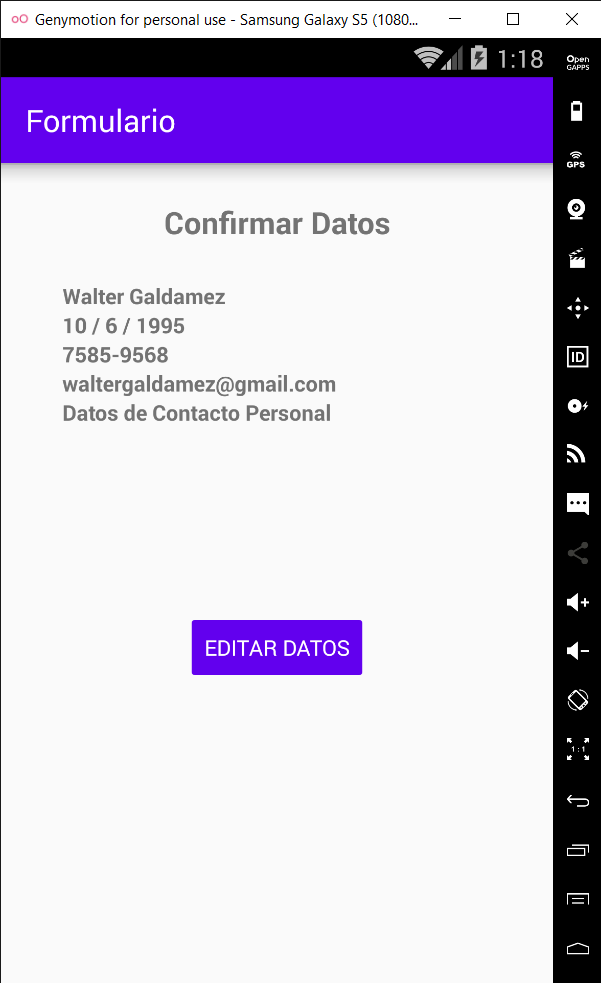 Genymotion for personal use - Samsung Galaxy S5 (1080...
1:18
Open
GAPPS
Formulario
GPS
Confirmar Datos
Walter Galdamez
10 / 6 / 1995
7585-9568
waltergaldamez@gmail.com
Datos de Contacto Personal
ID
EDITAR DATOS
1:1